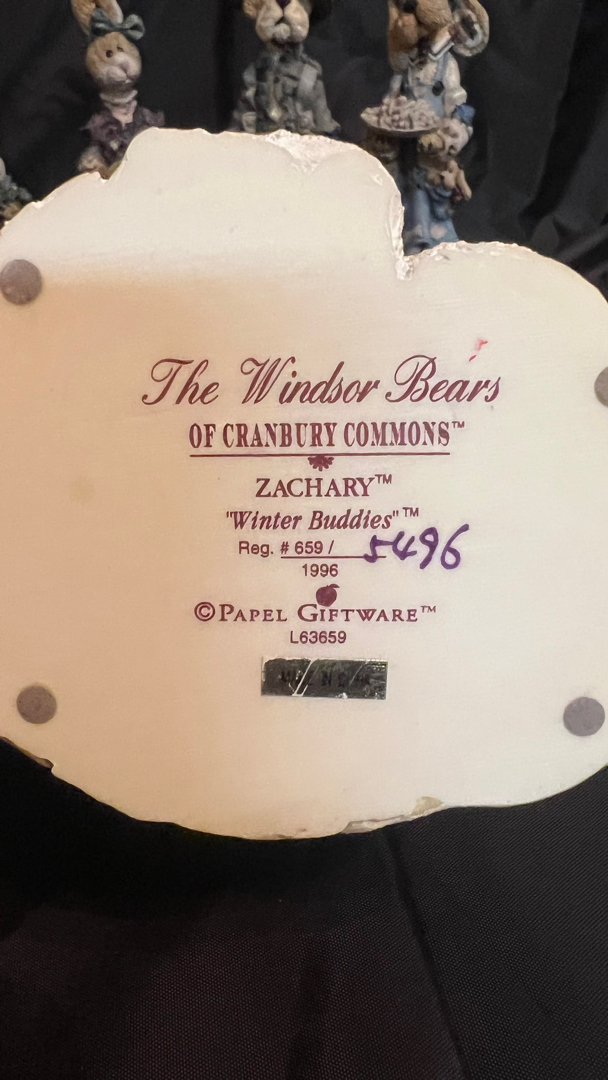 The Windsor Bears
OF CRANBURY COMMONS™
ZACHARY™
"Winter Buddies"™
Reg. # 659 / 5496
1996
©PAPEL GIFTWARE™
L63659